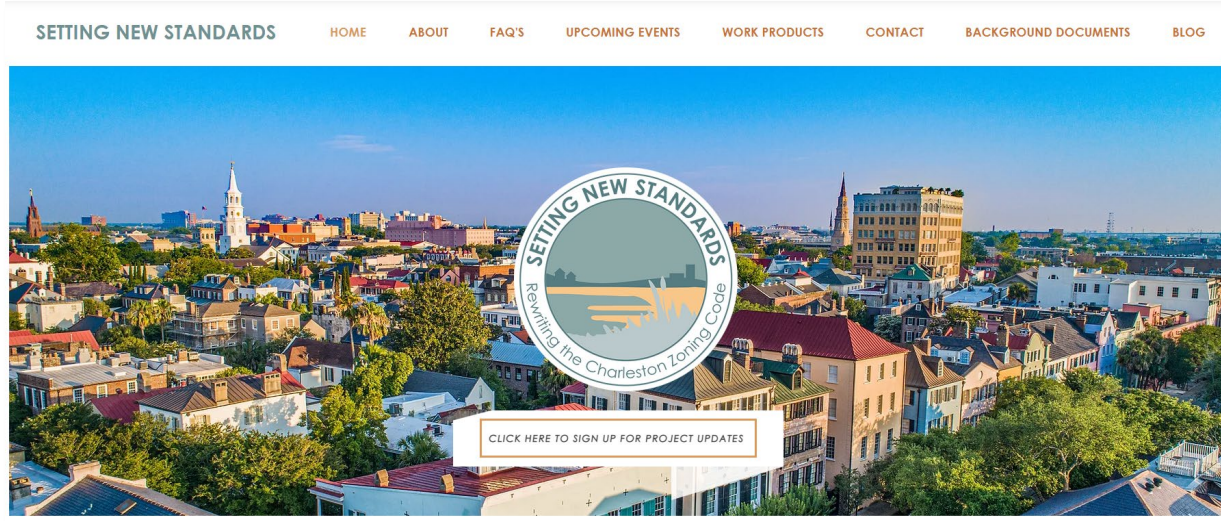 SETTING NEW STANDARDS
HOME
ABOUT
FAQ'S
UPCOMING EVENTS
WORK PRODUCTS
CONTACT
BACKGROUND DOCUMENTS
BLOG
SETTING NEW STANDARDS
Rewriting the Charleston Zoning Code
CLICK HERE TO SIGN UP FOR PROJECT UPDATES